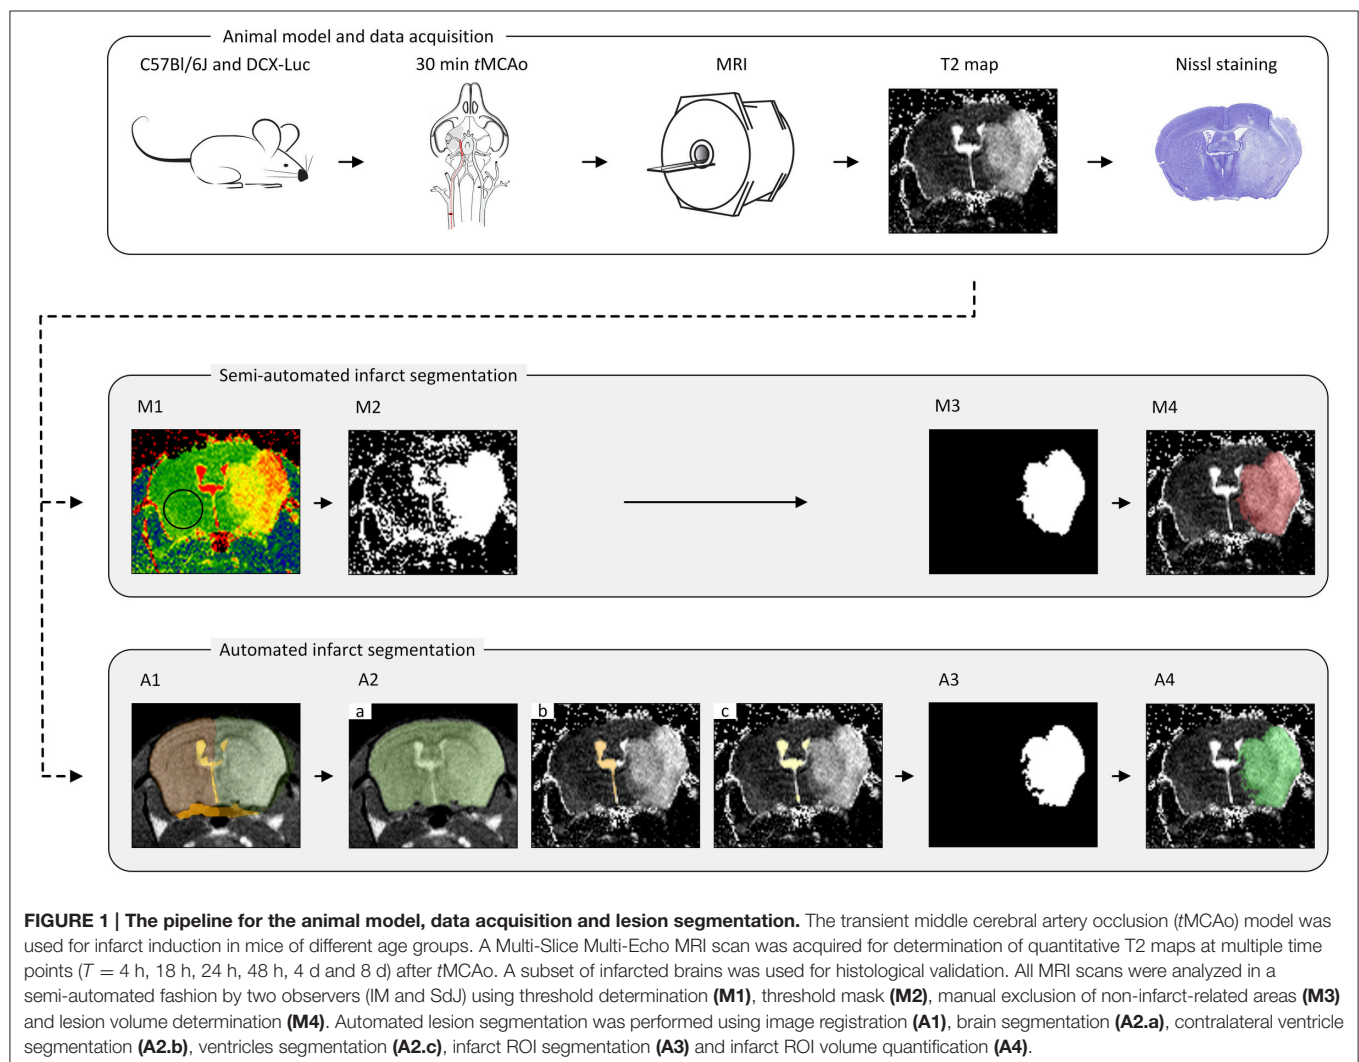 Animal model and data acquisition
C57Bl/6J and DCX-Luc
30 min tMCAo
MRI
T2 map
Nissl staining
Semi-automated infarct segmentation
M1
M2
M3
M4
Automated infarct segmentation
A1
A2
A3
A4
a
b
c
FIGURE 1 | The pipeline for the animal model, data acquisition and lesion segmentation. The transient middle cerebral artery occlusion (tMCAo) model was
used for infarct induction in mice of different age groups. A Multi-Slice Multi-Echo MRI scan was acquired for determination of quantitative T2 maps at multiple time
points (T = 4 h, 18 h, 24 h, 48 h, 4 d and 8 d) after tMCAo. A subset of infarcted brains was used for histological validation. All MRI scans were analyzed in a
semi-automated fashion by two observers (IM and SdJ) using threshold determination (M1), threshold mask (M2), manual exclusion of non-infarct-related areas (M3)
and lesion volume determination (M4). Automated lesion segmentation was performed using image registration (A1), brain segmentation (A2.a), contralateral ventricle
segmentation (A2.b), ventricles segmentation (A2.c), infarct ROI segmentation (A3) and infarct ROI volume quantification (A4).